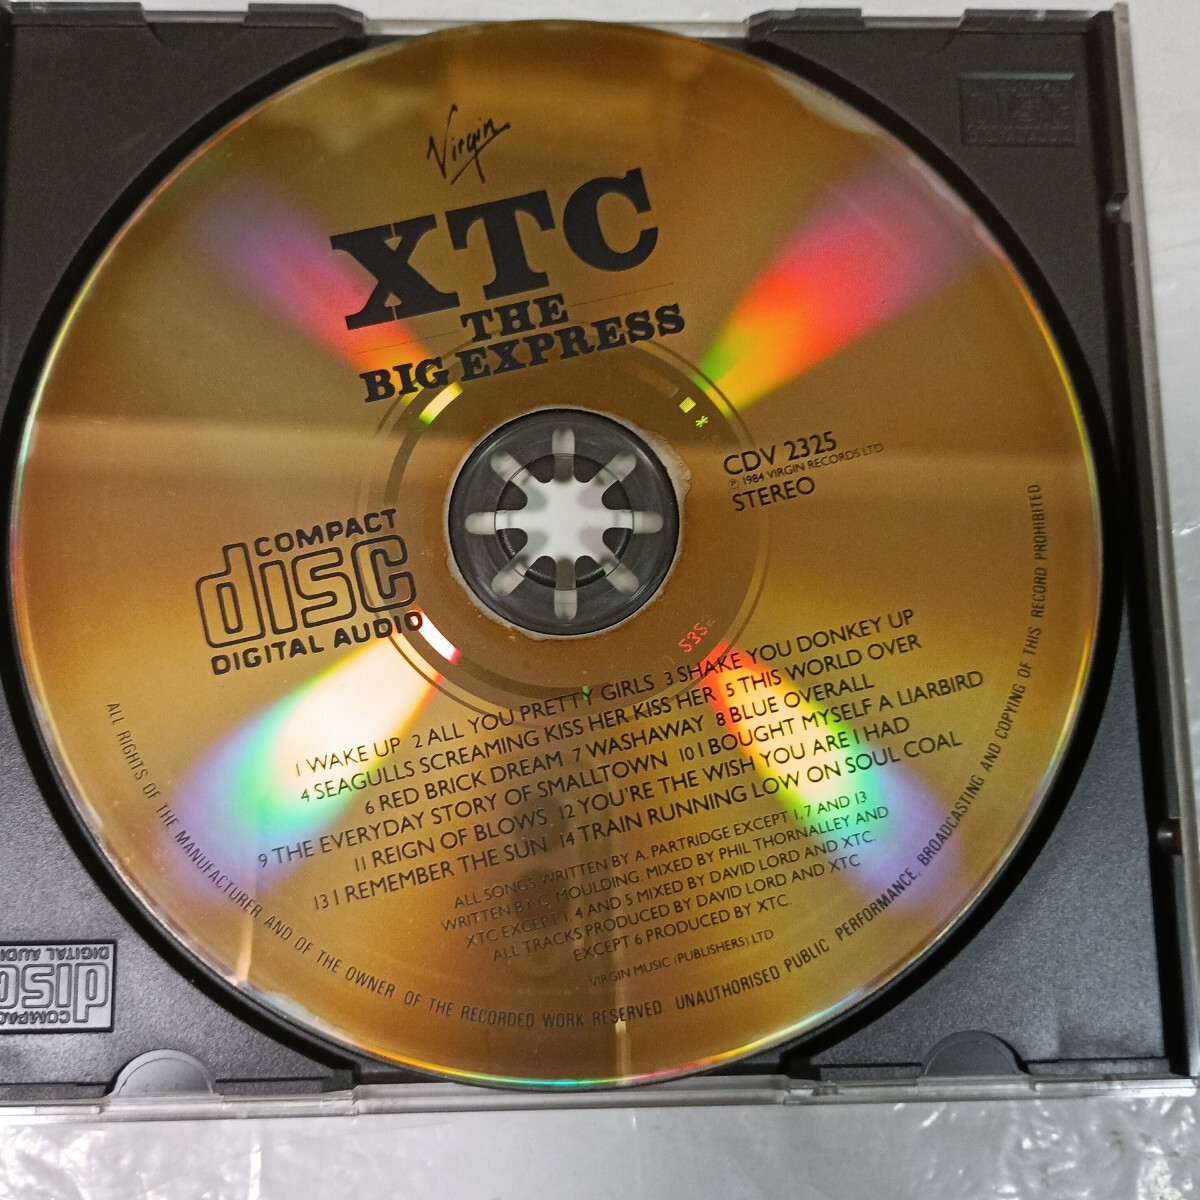 Virgin
XTC
THE
BIG EXPRESS
CDV 2325
℗ 1984 VIRGIN RECORDS LTD
STEREO
COMPACT
disc
DIGITAL AUDIO
1 WAKE UP 2 ALL YOU PRETTY GIRLS 3 SHAKE YOU DONKEY UP
4 SEAGULLS SCREAMING KISS HER KISS HER 5 THIS WORLD OVER
6 RED BRICK DREAM 7 WASHAWAY 8 BLUE OVERALL
9 THE EVERYDAY STORY OF SMALLTOWN 10 I BOUGHT MYSELF A LIARBIRD
11 REIGN OF BLOWS 12 YOU'RE THE WISH YOU ARE I HAD
13 I REMEMBER THE SUN 14 TRAIN RUNNING LOW ON SOUL COAL
ALL SONGS WRITTEN BY A. PARTRIDGE EXCEPT 1, 7 AND 13
WRITTEN BY C. MOULDING. MIXED BY PHIL THORNALLEY AND
XTC EXCEPT 1, 4 AND 5 MIXED BY DAVID LORD AND XTC.
ALL TRACKS PRODUCED BY DAVID LORD AND XTC
EXCEPT 6 PRODUCED BY XTC.
VIRGIN MUSIC (PUBLISHERS) LTD
ALL RIGHTS OF THE MANUFACTURER AND OF THE OWNER OF THE RECORDED WORK RESERVED UNAUTHORISED PUBLIC PERFORMANCE, BROADCASTING AND COPYING OF THIS RECORD PROHIBITED
5352
disc
DIGITAL AUDIO